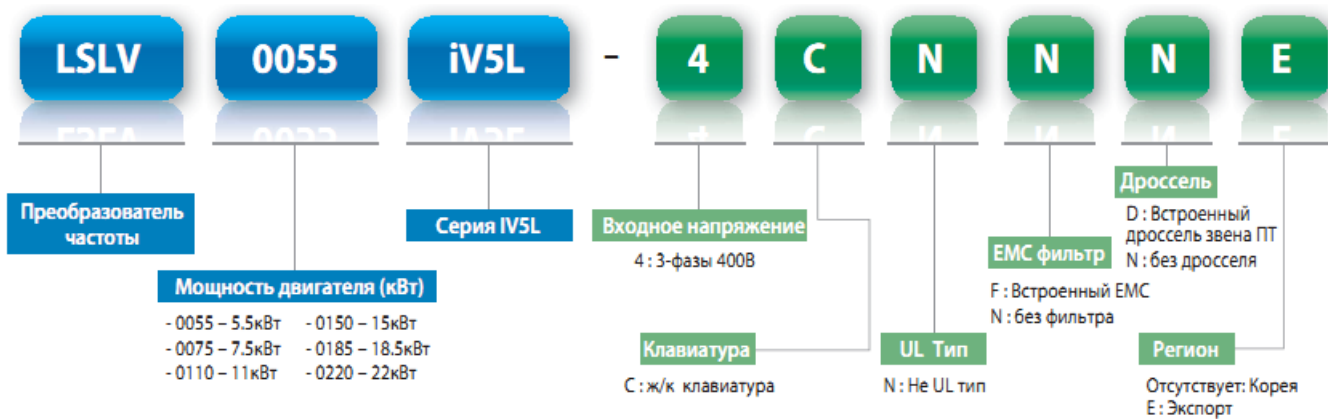 LSLV 0055 iV5L - 4 C N N N E
Преобразователь
частоты
Мощность двигателя (кВт)
- 0055 – 5.5кВт - 0150 – 15кВт
- 0075 – 7.5кВт - 0185 – 18.5кВт
- 0110 – 11кВт - 0220 – 22кВт
Серия IV5L
Входное напряжение
4 : 3-фазы 400В
Клавиатура
С : ж/к клавиатура
UL Тип
N : Не UL тип
ЕМС фильтр
F : Встроенный ЕМС
N : без фильтра
Дроссель
D : Встроенный
дроссель звена ПТ
N : без дросселя
Регион
Отсутствует: Корея
E : Экспорт